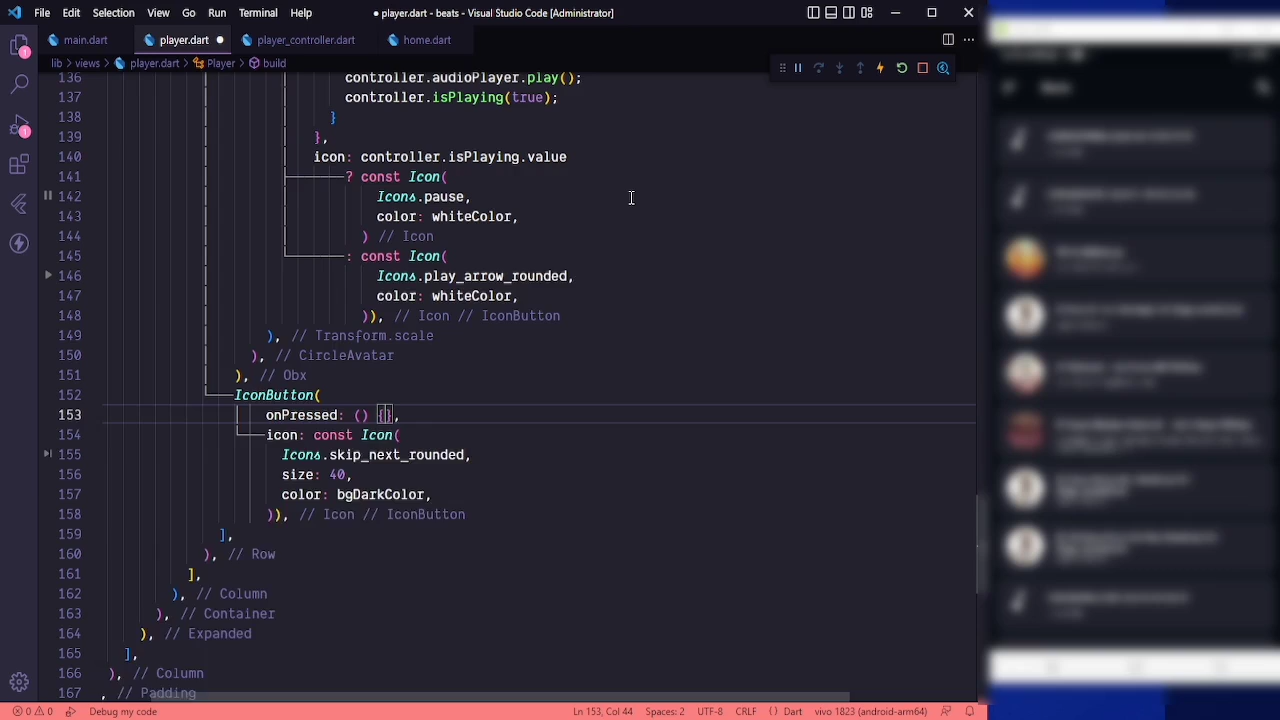 File Edit Selection View Go Run Terminal Help
● player.dart - beats - Visual Studio Code [Administrator]
main.dart player.dart player_controller.dart home.dart
lib > views > player.dart > Player > build
136 controller.audioPlayer.play();
137 controller.isPlaying(true);
138 }
139 },
140 icon: controller.isPlaying.value
141 ? const Icon(
142 Icons.pause,
143 color: whiteColor,
144 ) // Icon
145 : const Icon(
146 Icons.play_arrow_rounded,
147 color: whiteColor,
148 )), // Icon // IconButton
149 ), // Transform.scale
150 ), // CircleAvatar
151 ), // Obx
152 IconButton(
153 onPressed: () {},
154 icon: const Icon(
155 Icons.skip_next_rounded,
156 size: 40,
157 color: bgDarkColor,
158 )), // Icon // IconButton
159 ],
160 ), // Row
161 ],
162 ), // Column
163 ), // Container
164 ), // Expanded
165 ],
166 ), // Column
167 , // Padding
0 0 Debug my code Ln 153, Col 44 Spaces: 2 UTF-8 CRLF {} Dart vivo 1823 (android-arm64)